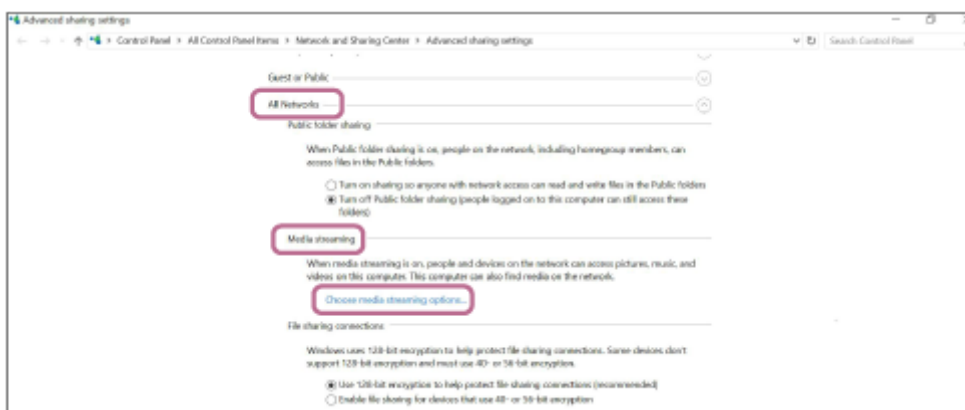 Advanced sharing settings
Control Panel > All Control Panel Items > Network and Sharing Center > Advanced sharing settings
Search Control Panel
Guest or Public
All Networks
Public folder sharing
When Public folder sharing is on, people on the network, including homegroup members, can
access files in the Public folders.
Turn on sharing so anyone with network access can read and write files in the Public folders
Turn off Public folder sharing (people logged on to this computer can still access these
folders)
Media streaming
When media streaming is on, people and devices on the network can access pictures, music, and
videos on this computer. This computer can also find media on the network.
Choose media streaming options...
File sharing connections
Windows uses 128-bit encryption to help protect file sharing connections. Some devices don't
support 128-bit encryption and must use 40- or 56-bit encryption.
Use 128-bit encryption to help protect file sharing connections (recommended)
Enable file sharing for devices that use 40- or 56-bit encryption